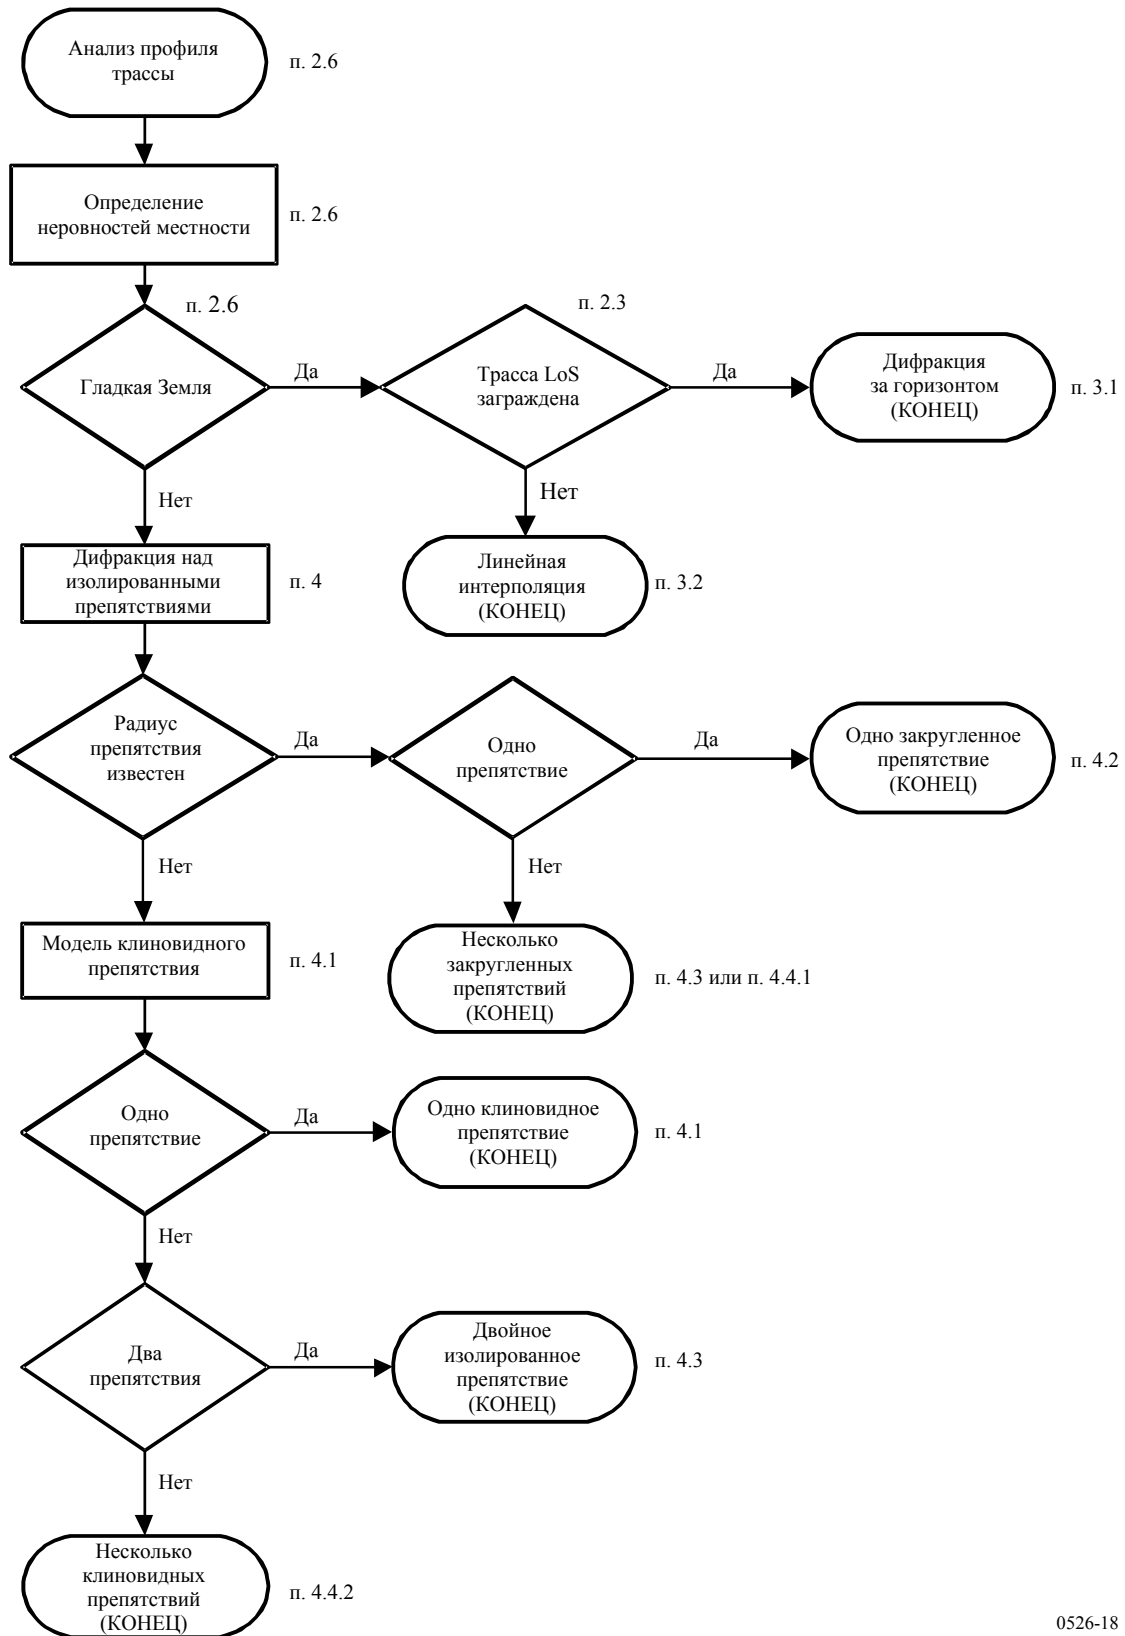 Анализ профиля
трассы
п. 2.6
Определение
неровностей местности
п. 2.6
п. 2.6
Гладкая Земля
Да
п. 2.3
Трасса LoS
заграждена
Да
Дифракция
за горизонтом
(КОНЕЦ)
п. 3.1
Нет
Нет
Дифракция над
изолированными
препятствиями
п. 4
Линейная
интерполяция
(КОНЕЦ)
п. 3.2
Радиус
препятствия
известен
Да
Одно
препятствие
Да
Одно закругленное
препятствие
(КОНЕЦ)
п. 4.2
Нет
Нет
Модель клиновидного
препятствия
п. 4.1
Несколько
закругленных
препятствий
(КОНЕЦ)
п. 4.3 или п. 4.4.1
Одно
препятствие
Да
Одно клиновидное
препятствие
(КОНЕЦ)
п. 4.1
Нет
Два
препятствия
Да
Двойное
изолированное
препятствие
(КОНЕЦ)
п. 4.3
Нет
Несколько
клиновидных
препятствий
(КОНЕЦ)
п. 4.4.2
0526-18